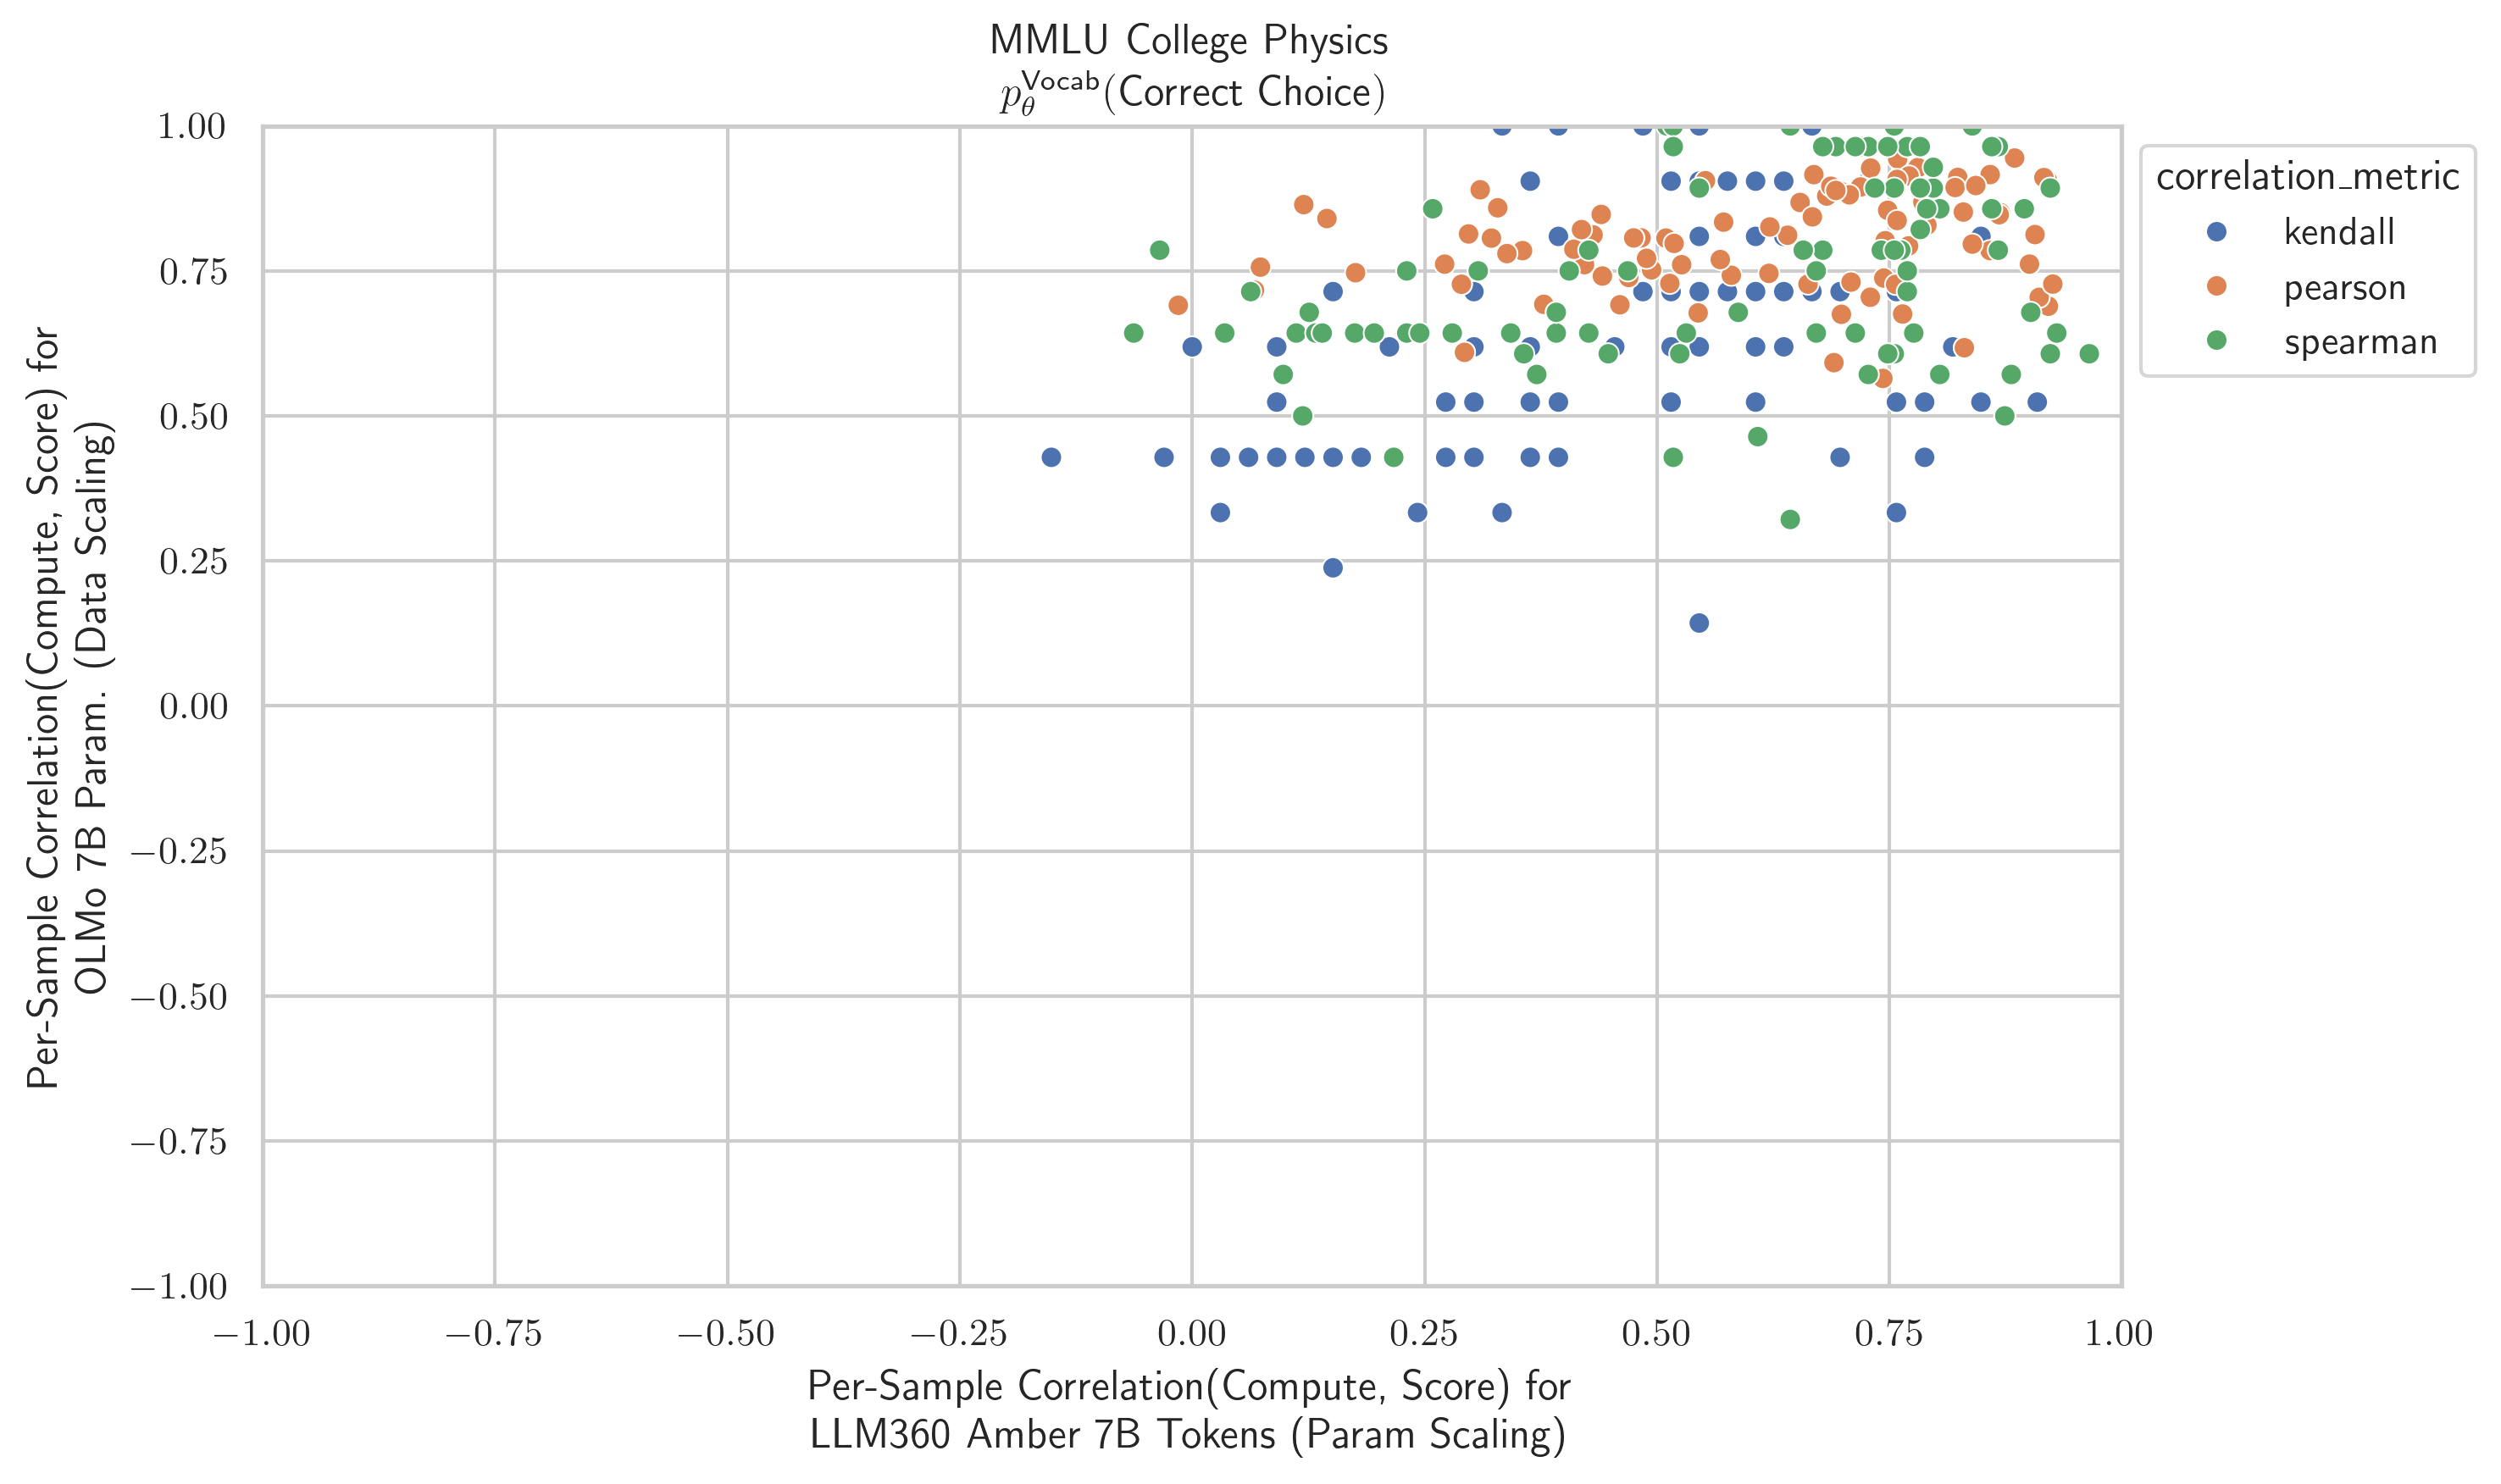 MMLU College Physics
p_θ^Vocab(Correct Choice)
1.00
0.75
0.50
0.25
0.00
−0.25
−0.50
−0.75
−1.00
Per-Sample Correlation(Compute, Score) for
OLMo 7B Param. (Data Scaling)
correlation_metric
kendall
pearson
spearman
−1.00 −0.75 −0.50 −0.25 0.00 0.25 0.50 0.75 1.00
Per-Sample Correlation(Compute, Score) for
LLM360 Amber 7B Tokens (Param Scaling)